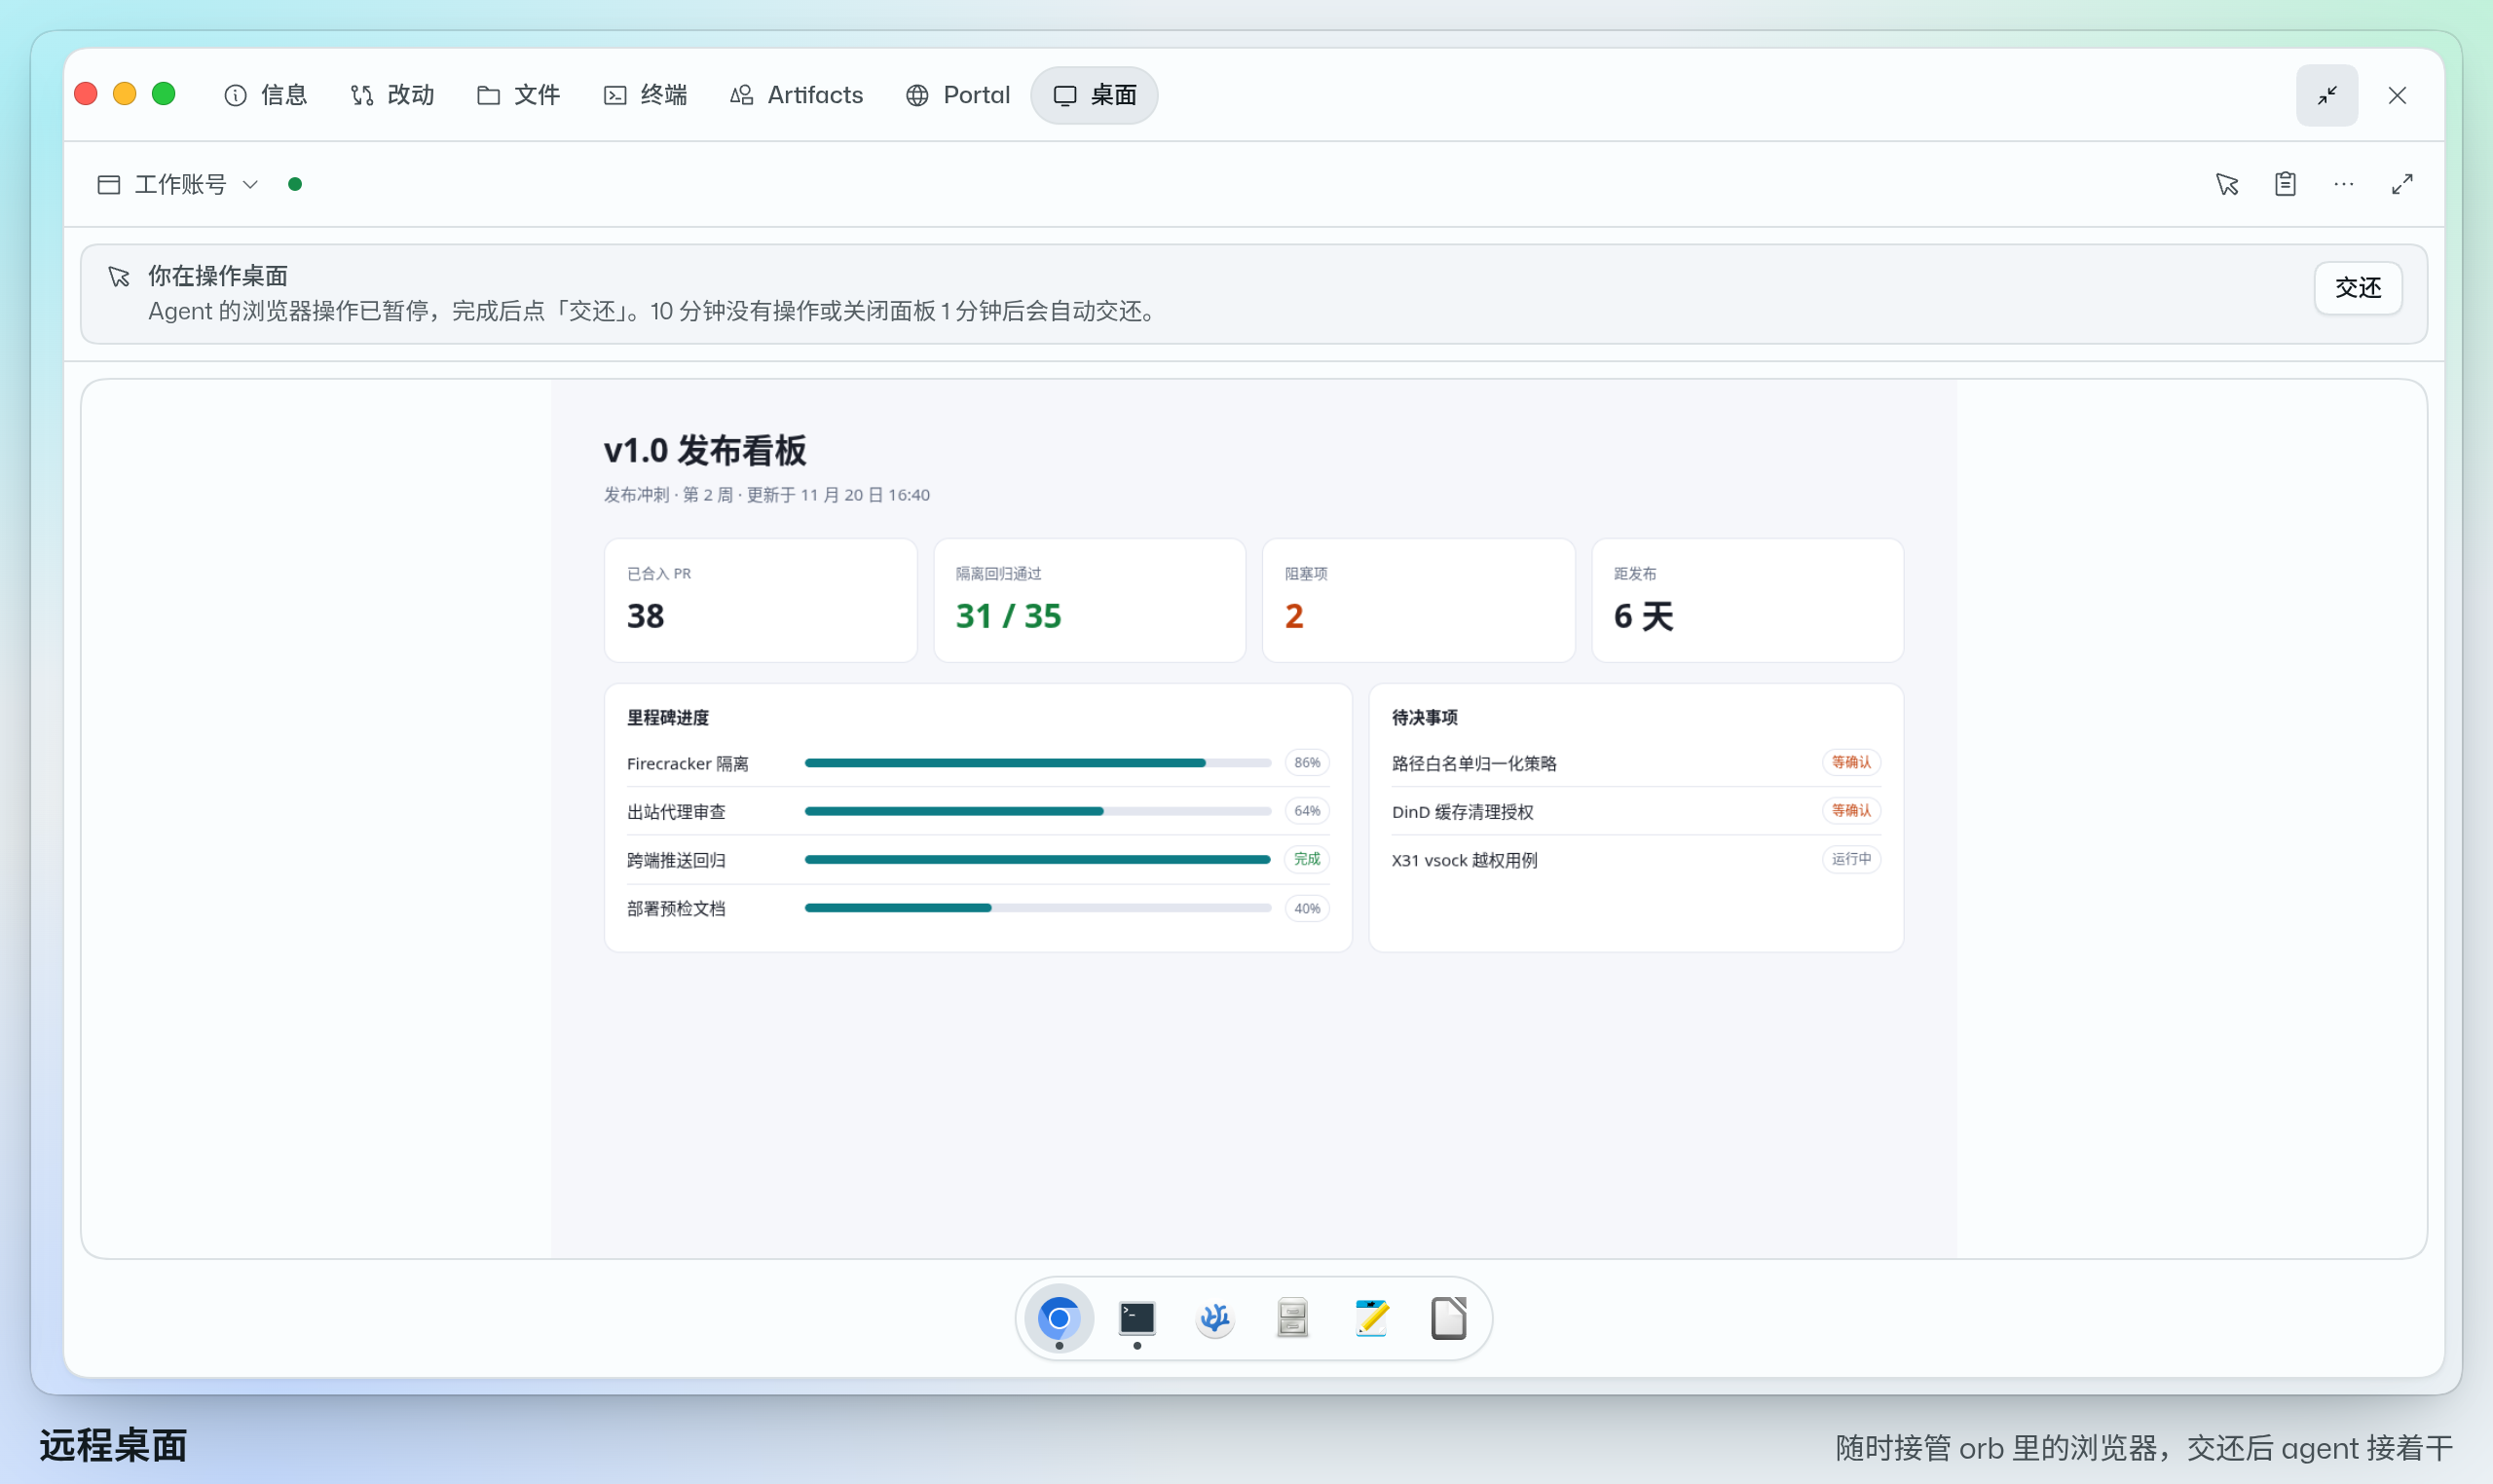 信息 改动 文件 终端 Artifacts Portal 桌面
工作账号
你在操作桌面
Agent 的浏览器操作已暂停，完成后点「交还」。10 分钟没有操作或关闭面板 1 分钟后会自动交还。
交还
v1.0 发布看板
发布冲刺 · 第 2 周 · 更新于 11 月 20 日 16:40
已合入 PR
38
隔离回归通过
31 / 35
阻塞项
2
距发布
6 天
里程碑进度
Firecracker 隔离 86%
出站代理审查 64%
跨端推送回归 完成
部署预检文档 40%
待决事项
路径白名单归一化策略 等确认
DinD 缓存清理授权 等确认
X31 vsock 越权用例 运行中
远程桌面
随时接管 orb 里的浏览器，交还后 agent 接着干